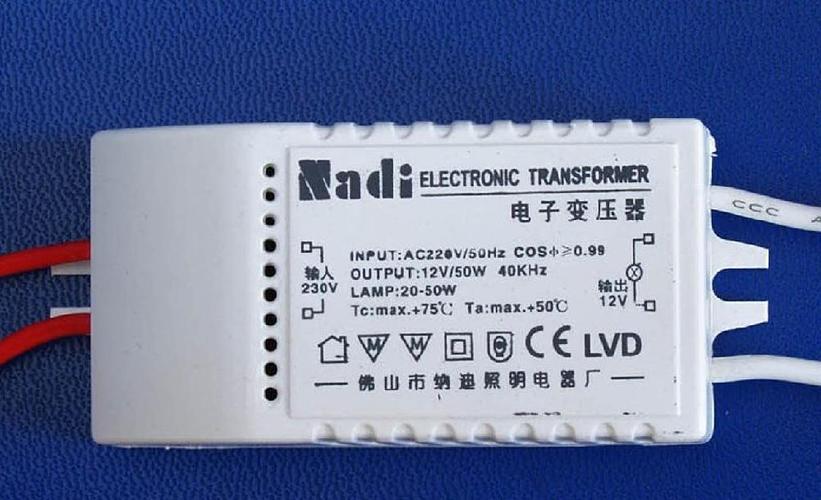 Nadi ELECTRONIC TRANSFORMER
电子变压器
INPUT:AC220V/50Hz COSΦ≥0.99
OUTPUT:12V/50W 40KHz
LAMP:20-50W
Tc:max.+75℃ Ta:max.+50℃
输入
230V
输出
12V
M M CE LVD
佛山市纳迪照明电器厂
CCC